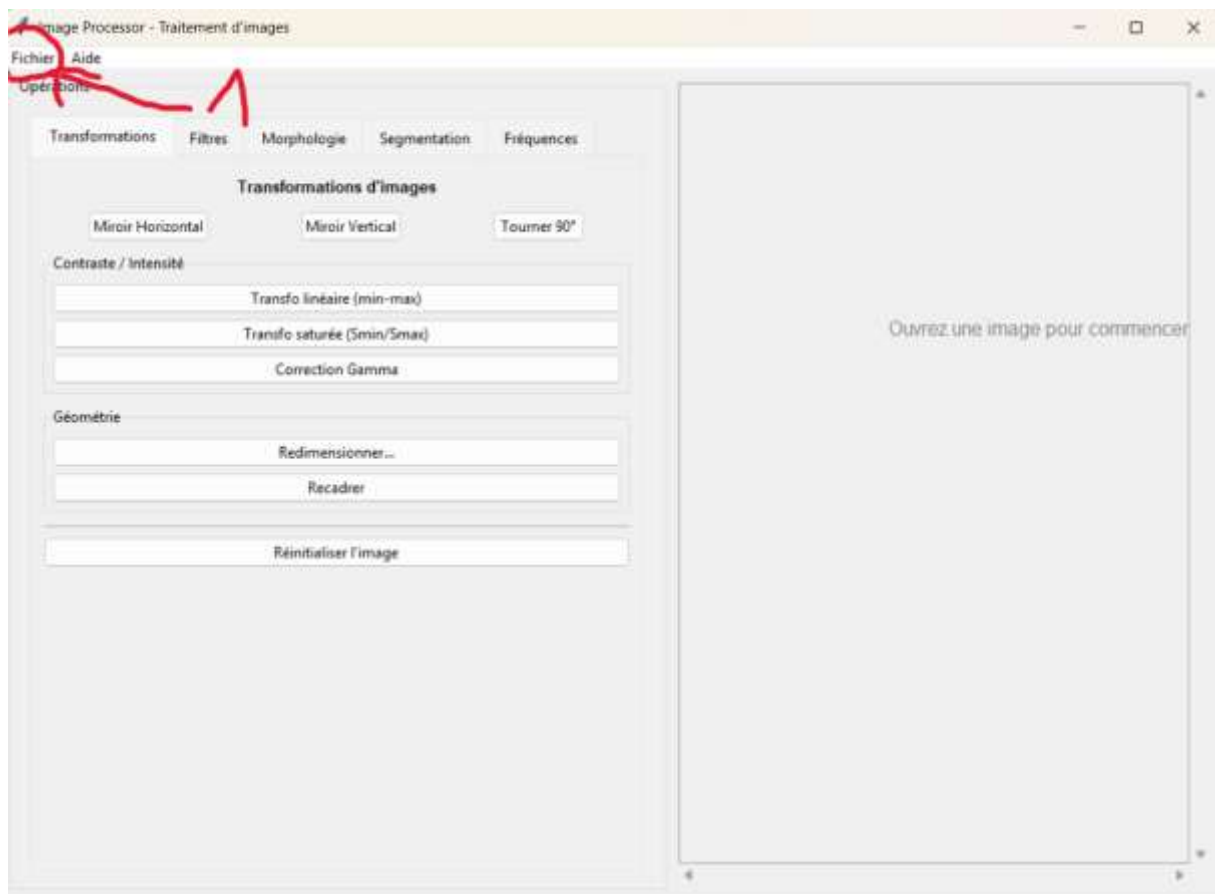 Image Processor - Traitement d'images
Fichier Aide
1
Opérations
Transformations Filtres Morphologie Segmentation Fréquences
Transformations d'images
Miroir Horizontal Miroir Vertical Tourner 90°
Contraste / Intensité
Transfo linéaire (min-max)
Transfo saturée (Smin/Smax)
Ouvrez une image pour commencer
Correction Gamma
Géométrie
Redimensionner...
Recadrer
Réinitialiser l'image